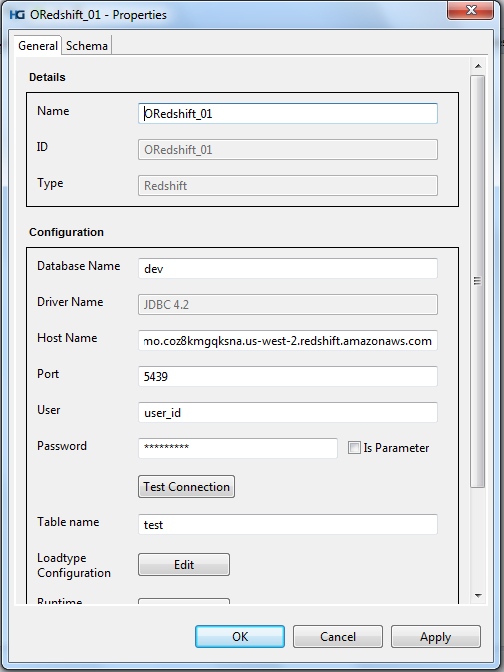 HG ORedshift_01 - Properties
General Schema
Details
Name ORedshift_01
ID ORedshift_01
Type Redshift
Configuration
Database Name dev
Driver Name JDBC 4.2
Host Name mo.coz8kmgqksna.us-west-2.redshift.amazonaws.com
Port 5439
User user_id
Password ********* Is Parameter
Test Connection
Table name test
Loadtype
Configuration Edit
Runtime
OK Cancel Apply